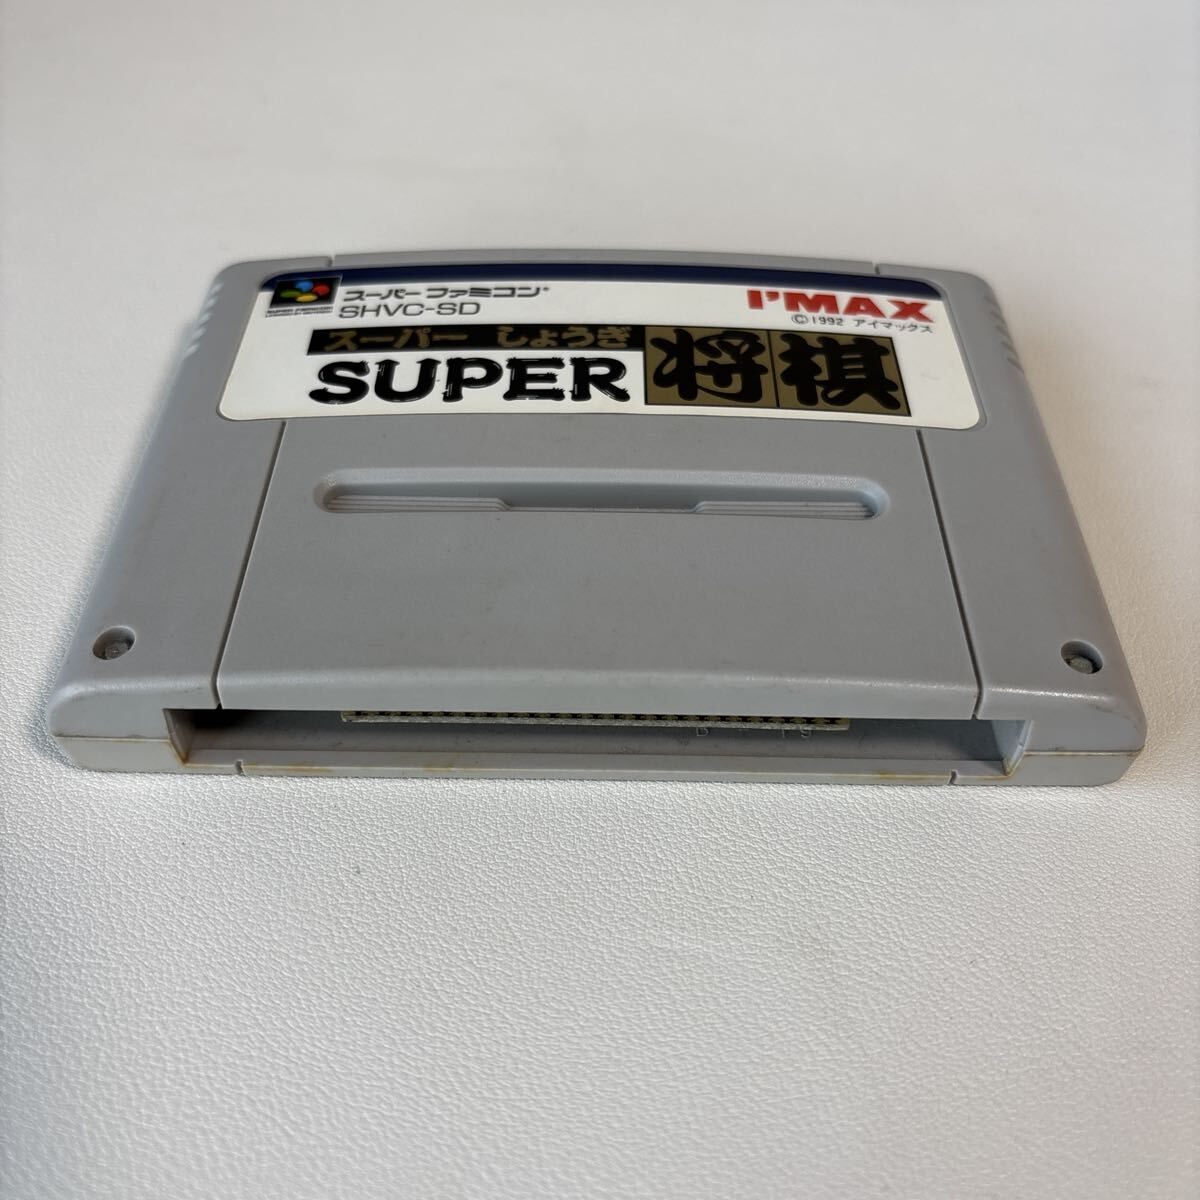 スーパーファミコン
SHVC-SD
I'MAX
©1992 アイマックス
スーパー しょうぎ
SUPER 将棋